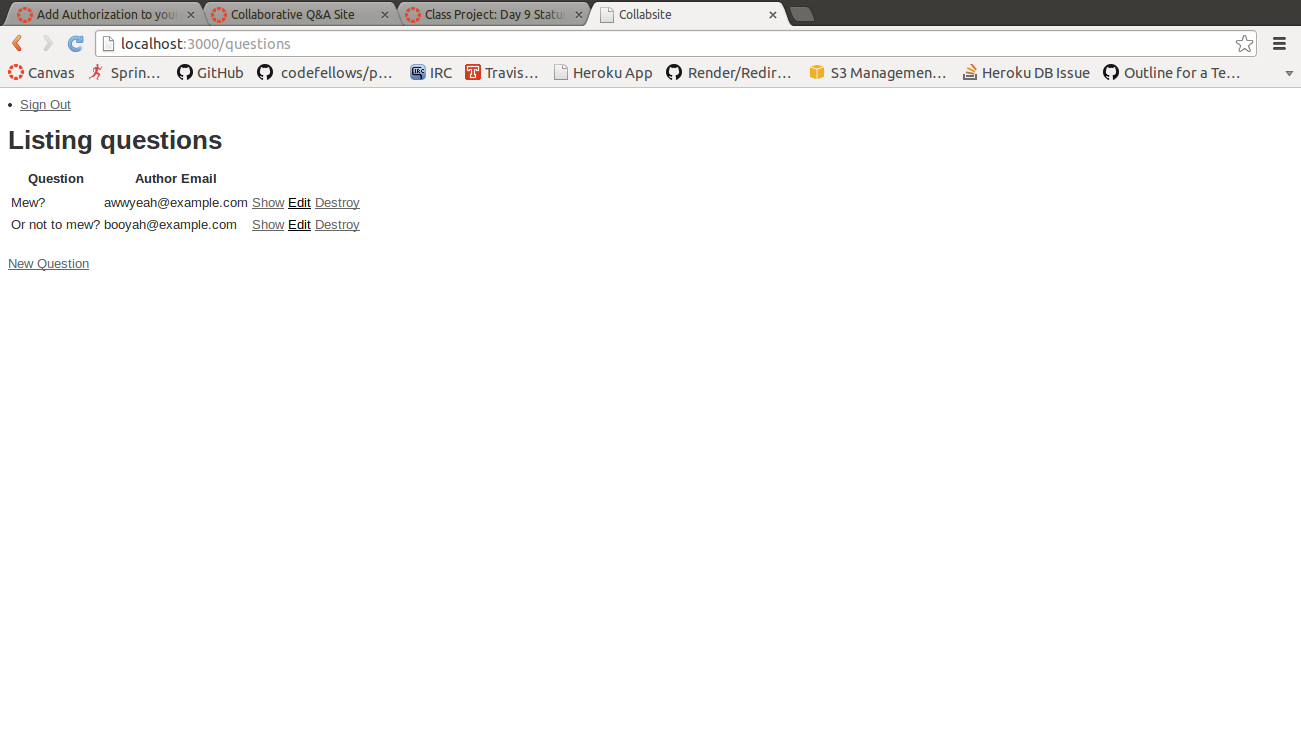 Add Authorization to you Collaborative Q&A Site Class Project: Day 9 Statu Collabsite
localhost:3000/questions
Canvas Sprin... GitHub codefellows/p... IRC Travis... Heroku App Render/Redir... S3 Managemen... Heroku DB Issue Outline for a Te...
Sign Out
Listing questions
Question Author Email
Mew? awwyeah@example.com Show Edit Destroy
Or not to mew? booyah@example.com Show Edit Destroy
New Question